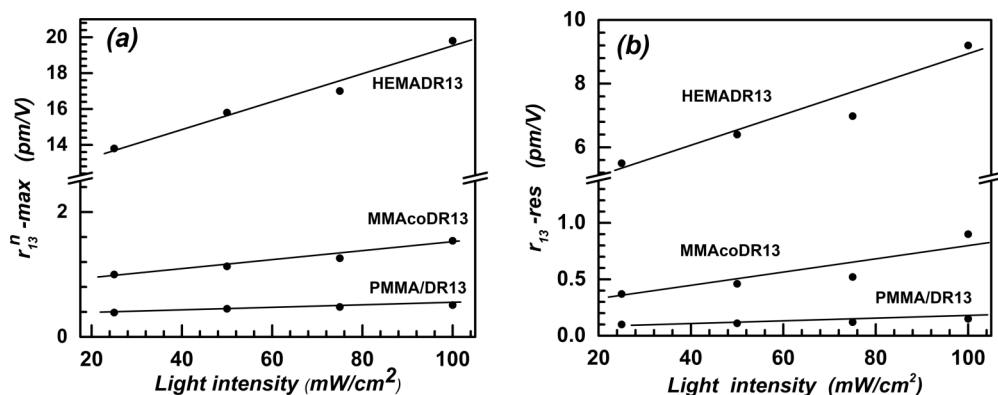 (a)
20
18
16
14
2
1
0
HEMADR13
MMAcoDR13
PMMA/DR13
r13n-max (pm/V)
20 40 60 80 100
Light intensity (mW/cm²)
(b)
10
8
6
1.0
0.5
0.0
HEMADR13
MMAcoDR13
PMMA/DR13
r13-res (pm/V)
20 40 60 80 100
Light intensity (mW/cm²)